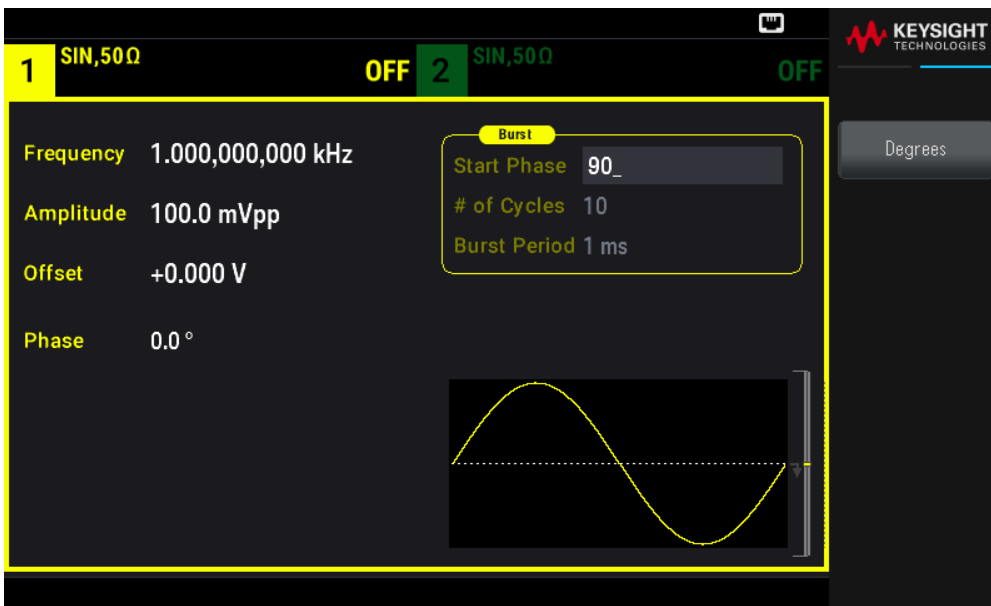 KEYSIGHT
TECHNOLOGIES
1 SIN,50Ω OFF 2 SIN,50Ω OFF
Burst
Degrees
Frequency 1.000,000,000 kHz
Start Phase 90_
Amplitude 100.0 mVpp
# of Cycles 10
Burst Period 1 ms
Offset +0.000 V
Phase 0.0 °